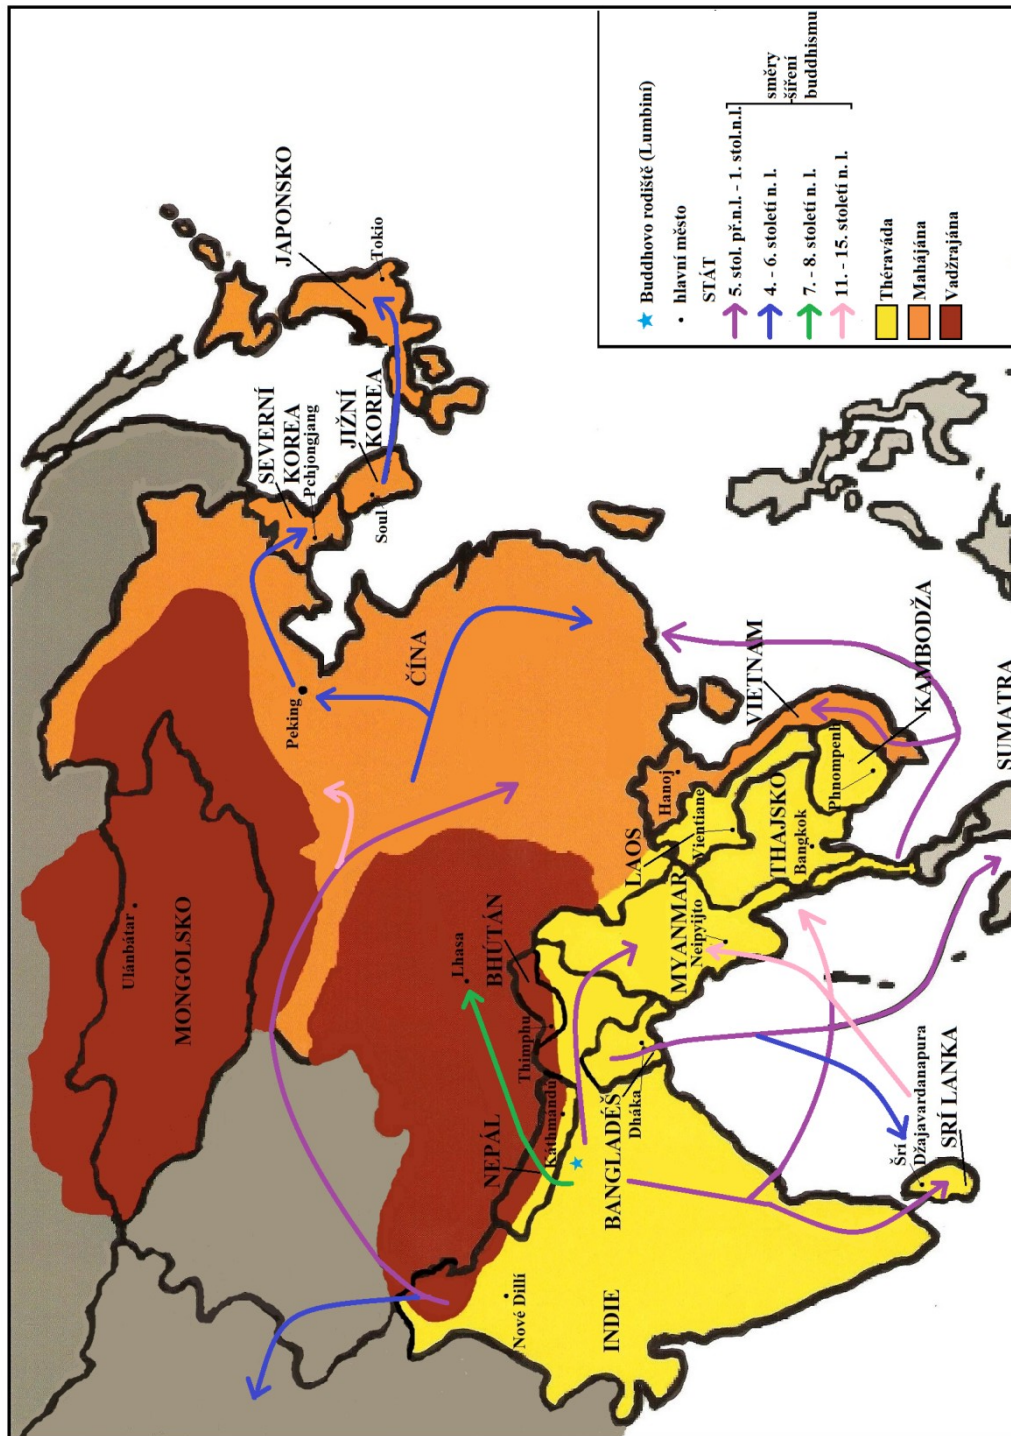 Ulánbátar
MONGOLSKO
SEVERNÍ
KOREA
Pchjongjang
JAPONSKO
Tokio
Peking
JIŽNÍ
KOREA
Soul
ČÍNA
Lhasa
BHÚTÁN
Thimphu
NEPÁL
Káthmándú
Nové Dillí
INDIE
BANGLADÉŠ
Dháka
LAOS
Hanoj
Vientiane
MYANMAR
Neipyijto
THAJSKO
Bangkok
VIETNAM
Phnompenh
KAMBODŽA
Šrí
Džajavardanapura
SRÍ LANKA
SUMATRA
Buddhovo rodiště (Lumbiní)
hlavní město
STÁT
5. stol. př.n.l. - 1. stol.n.l.
4. - 6. století n. l.
7. - 8. století n. l.
11. - 15. století n. l.
směry
šíření
buddhismu
Théraváda
Mahájána
Vadžrajána